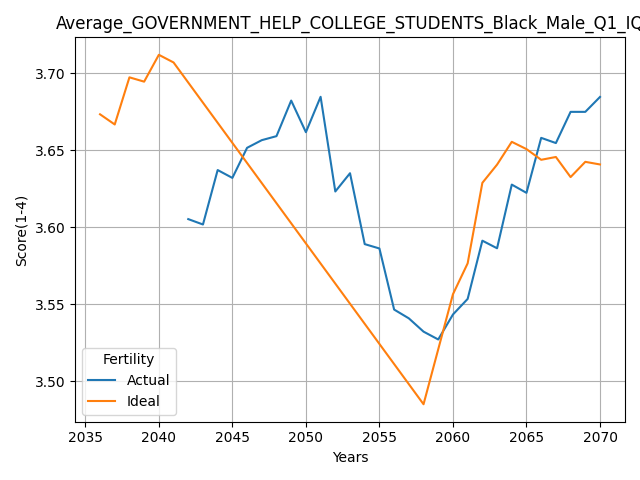 Average_GOVERNMENT_HELP_COLLEGE_STUDENTS_Black_Male_Q1_IQ
3.70
3.65
3.60
3.55
3.50
Score(1-4)
Fertility
Actual
Ideal
2035 2040 2045 2050 2055 2060 2065 2070
Years